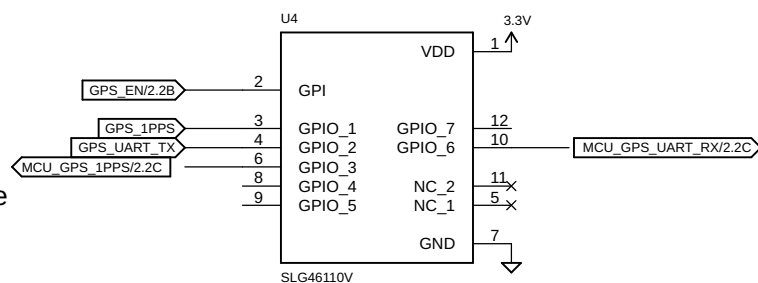 U4
3.3V
VDD
1
GPS_EN/2.2B
2
GPI
GPS_1PPS
3
GPIO_1
GPIO_7
12
GPS_UART_TX
4
GPIO_2
GPIO_6
10
MCU_GPS_UART_RX/2.2C
MCU_GPS_1PPS/2.2C
6
GPIO_3
8
GPIO_4
NC_2
11
e
9
GPIO_5
NC_1
5
GND
7
SLG46110V